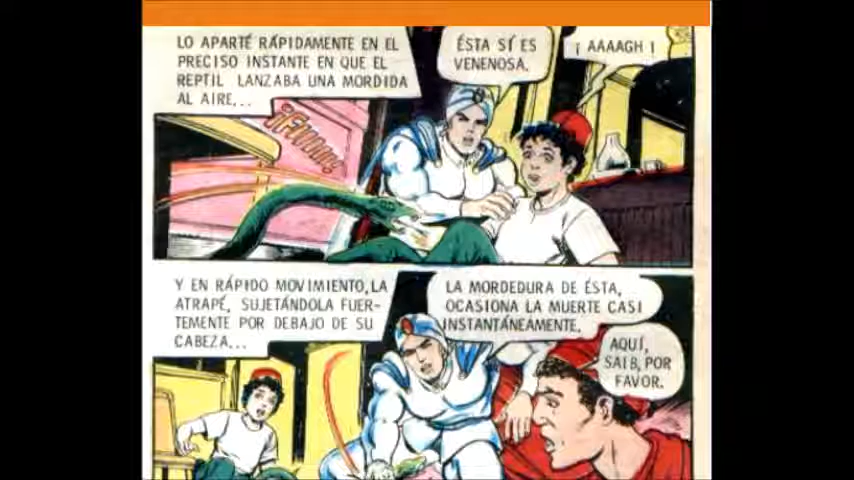 LO APARTÉ RÁPIDAMENTE EN EL
PRECISO INSTANTE EN QUE EL
REPTIL LANZABA UNA MORDIDA
AL AIRE...
ÉSTA SÍ ES
VENENOSA.
¡ AAAAGH !
Y EN RÁPIDO MOVIMIENTO, LA
ATRAPÉ, SUJETÁNDOLA FUER-
TEMENTE POR DEBAJO DE SU
CABEZA...
LA MORDEDURA DE ÉSTA,
OCASIONA LA MUERTE CASI
INSTANTÁNEAMENTE.
AQUÍ,
SAIB, POR
FAVOR.